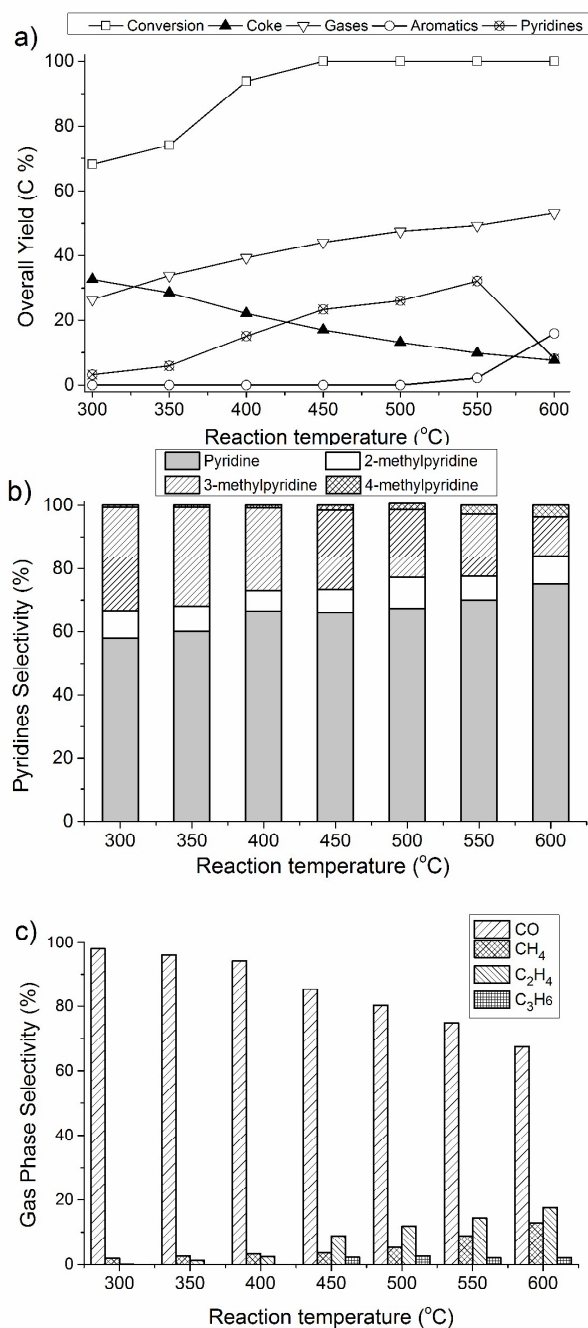 Conversion Coke Gases Aromatics Pyridines
a)
100
80
60
40
20
0
Overall Yield (C %)
300 350 400 450 500 550 600
Reaction temperature (°C)
Pyridine 2-methylpyridine
3-methylpyridine 4-methylpyridine
b)
100
80
60
40
20
0
Pyridines Selectivity (%)
300 350 400 450 500 550 600
Reaction temperature (°C)
c)
CO
CH4
C2H4
C3H6
100
80
60
40
20
0
Gas Phase Selectivity (%)
300 350 400 450 500 550 600
Reaction temperature (°C)